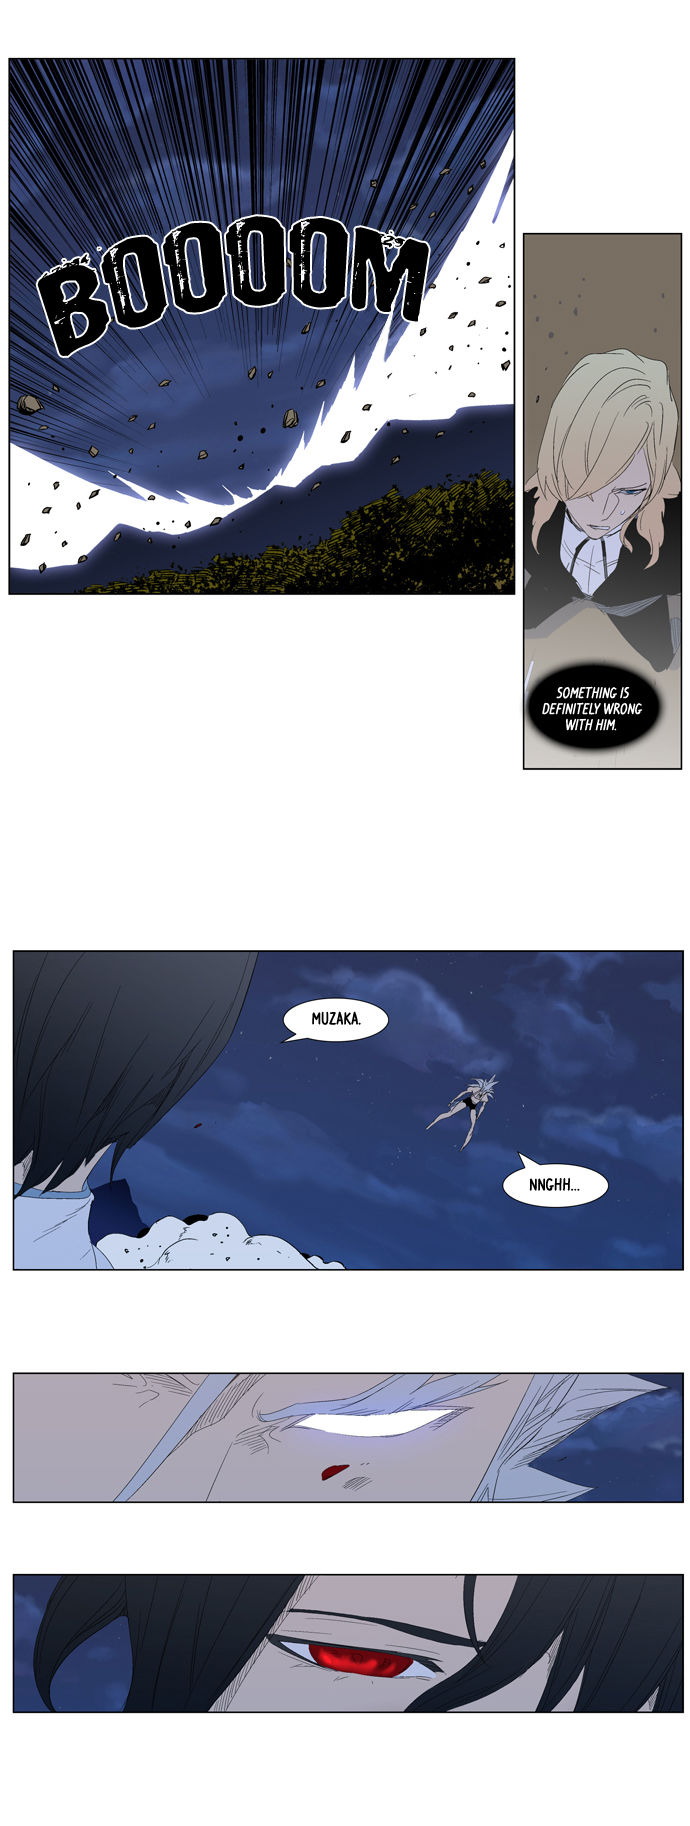 BOOOOM
SOMETHING IS
DEFINITELY WRONG
WITH HIM.
MUZAKA.
NNGHH...